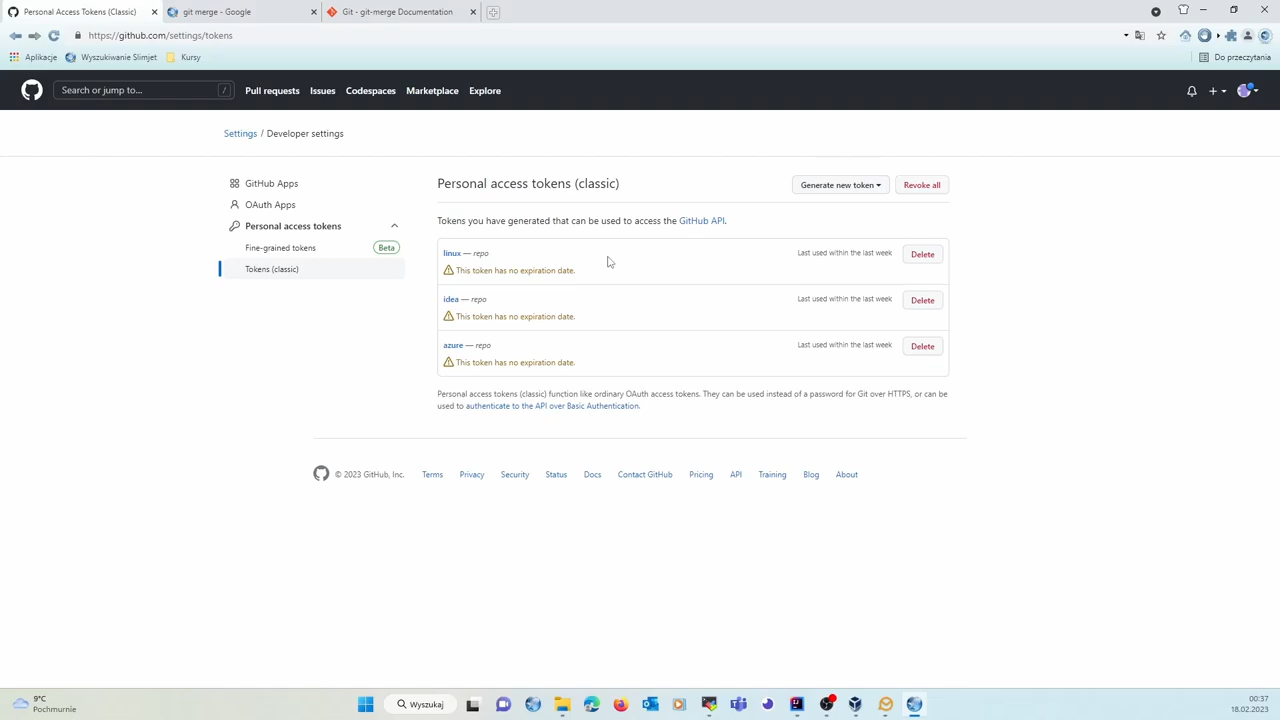 Personal Access Tokens (Classic)
git merge - Google
Git - git-merge Documentation
https://github.com/settings/tokens
Aplikacje
Wyszukiwanie Slimjet
Kursy
Do przeczytania
Search or jump to...
/
Pull requests
Issues
Codespaces
Marketplace
Explore
Settings / Developer settings
GitHub Apps
OAuth Apps
Personal access tokens
Fine-grained tokens
Beta
Tokens (classic)
Personal access tokens (classic)
Generate new token
Revoke all
Tokens you have generated that can be used to access the GitHub API.
linux — repo
Last used within the last week
Delete
This token has no expiration date.
idea — repo
Last used within the last week
Delete
This token has no expiration date.
azure — repo
Last used within the last week
Delete
This token has no expiration date.
Personal access tokens (classic) function like ordinary OAuth access tokens. They can be used instead of a password for Git over HTTPS, or can be
used to authenticate to the API over Basic Authentication.
© 2023 GitHub, Inc.
Terms
Privacy
Security
Status
Docs
Contact GitHub
Pricing
API
Training
Blog
About
9°C
Pochmurnie
Wyszukaj
00:37
18.02.2023